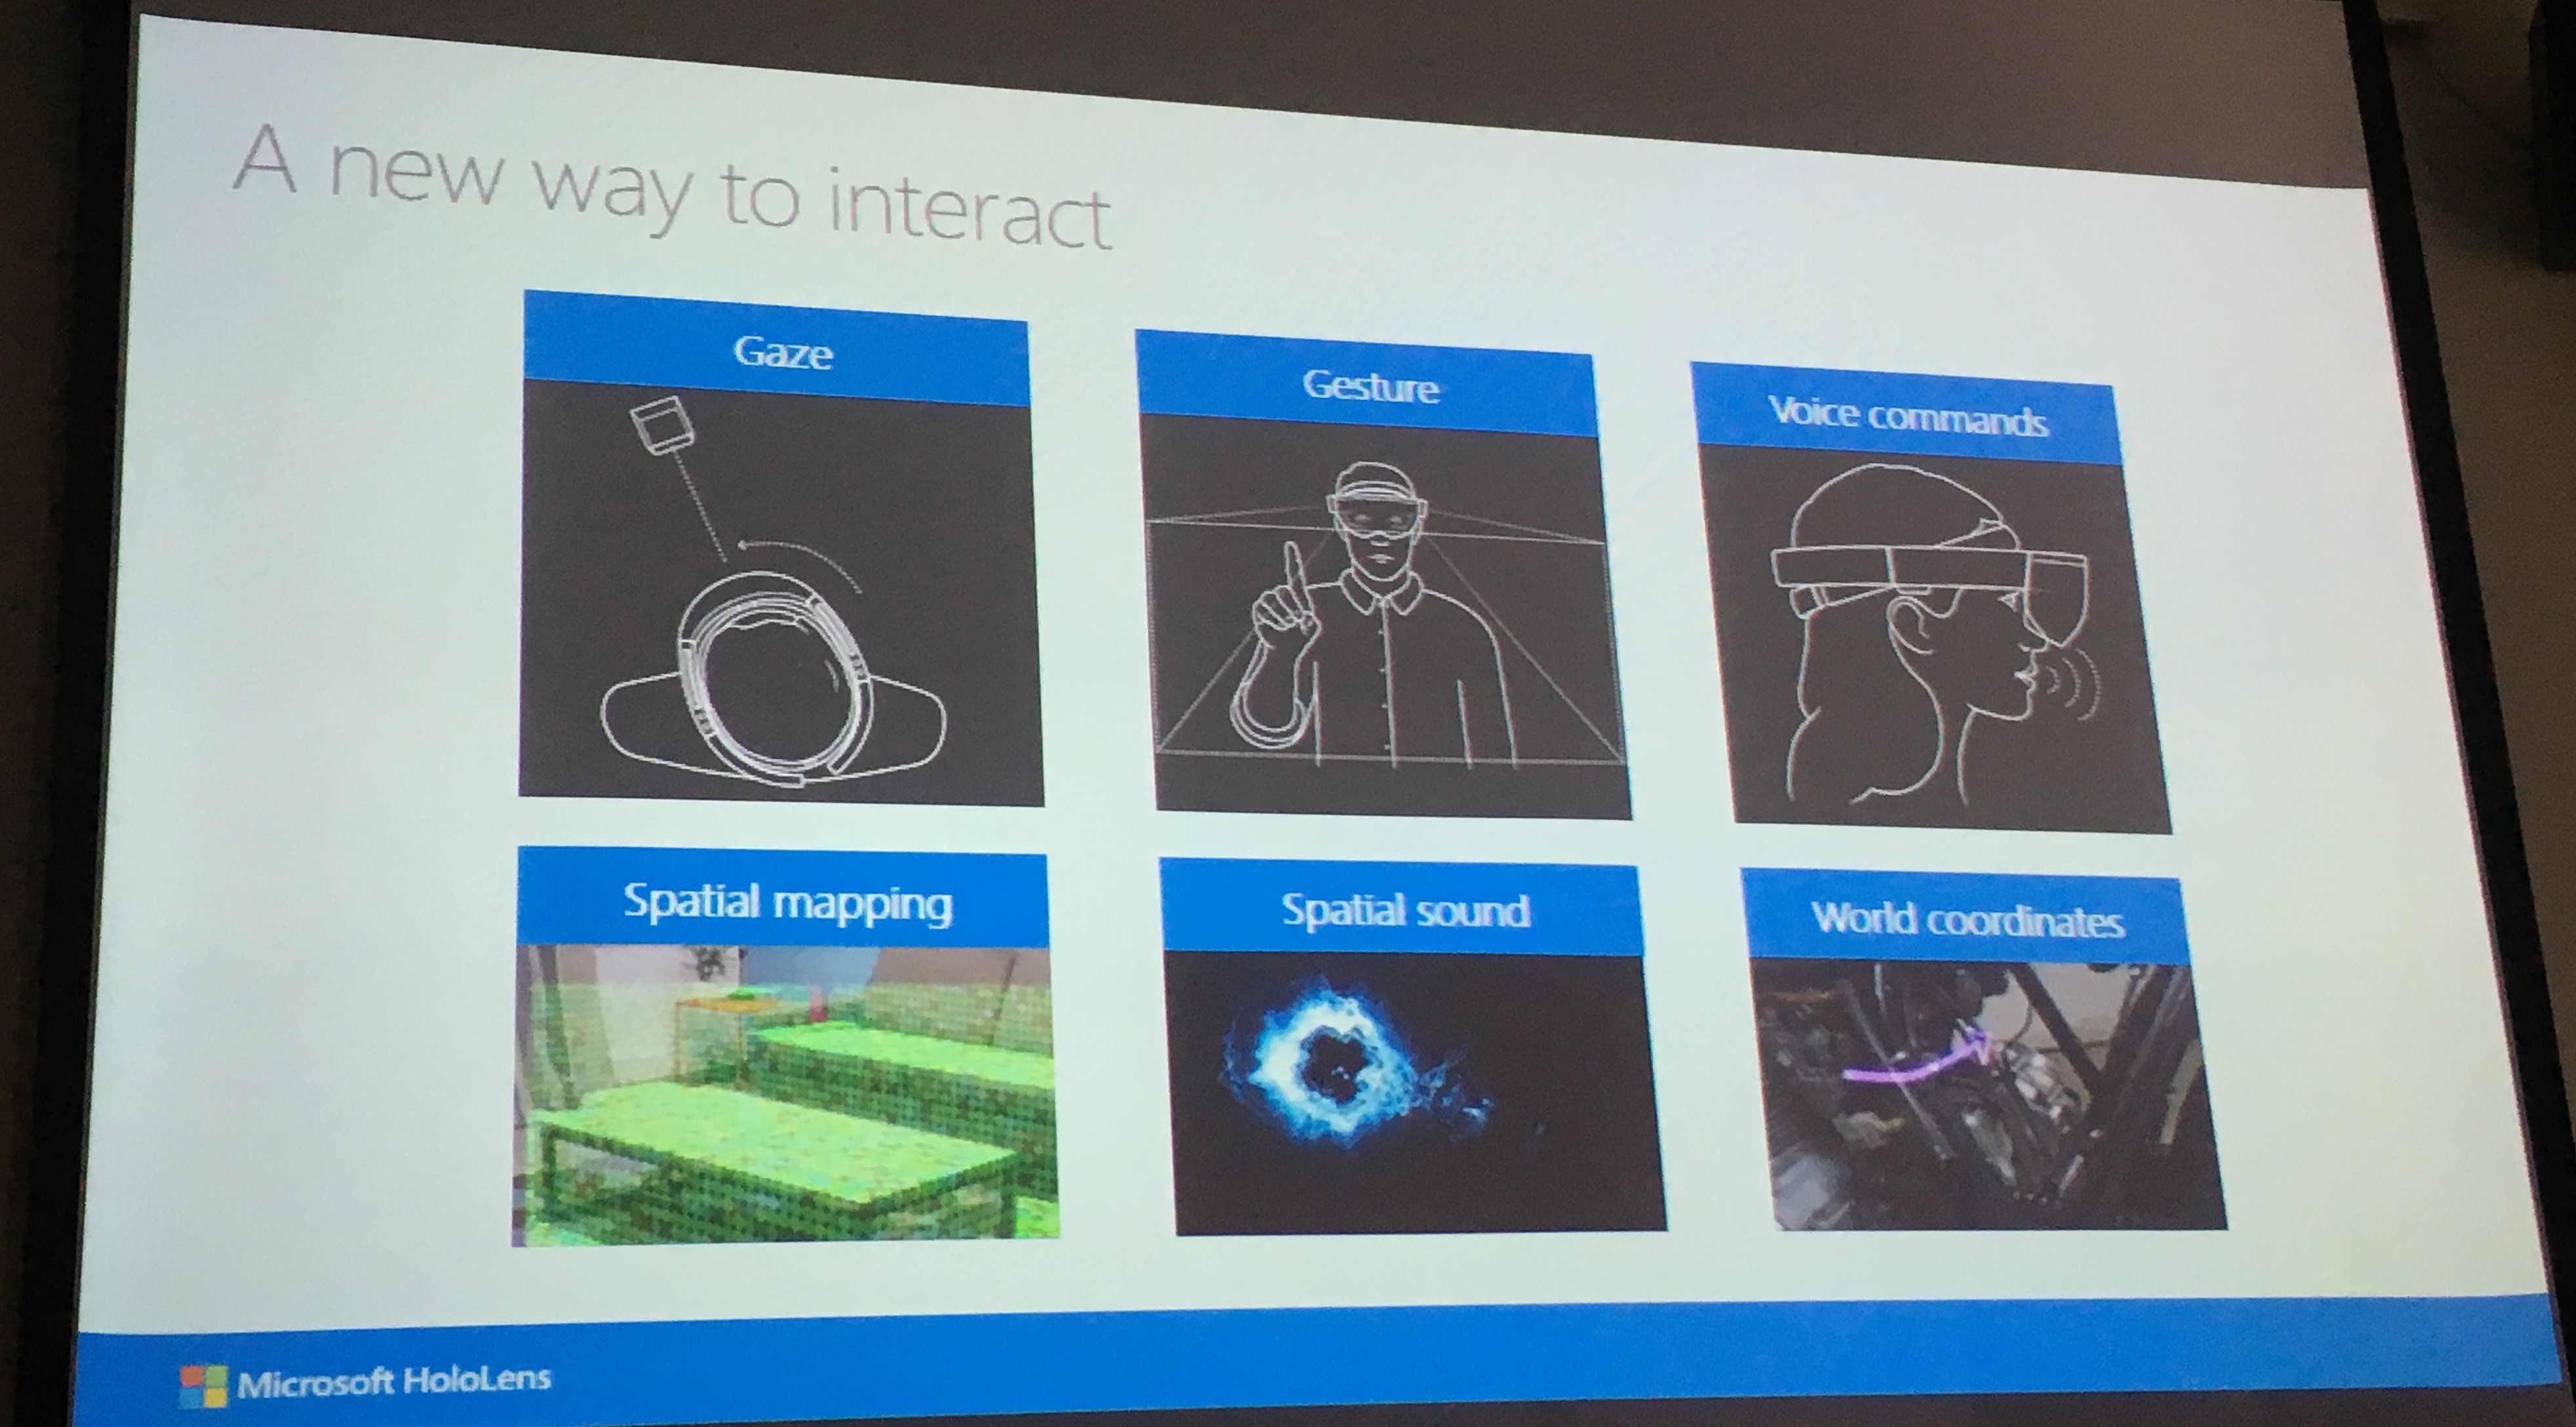 A new way to interact
Gaze
Gesture
Voice commands
Spatial mapping
Spatial sound
World coordinates
Microsoft HoloLens